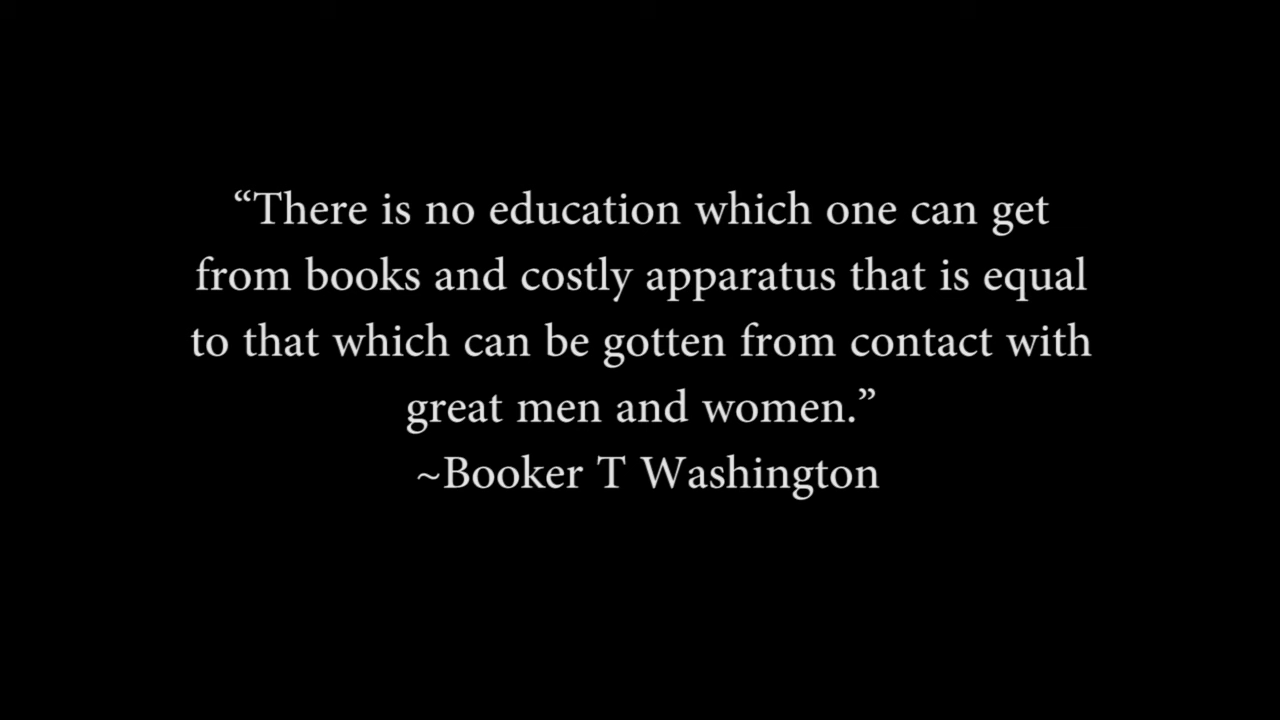 “There is no education which one can get
from books and costly apparatus that is equal
to that which can be gotten from contact with
great men and women.”
~Booker T Washington